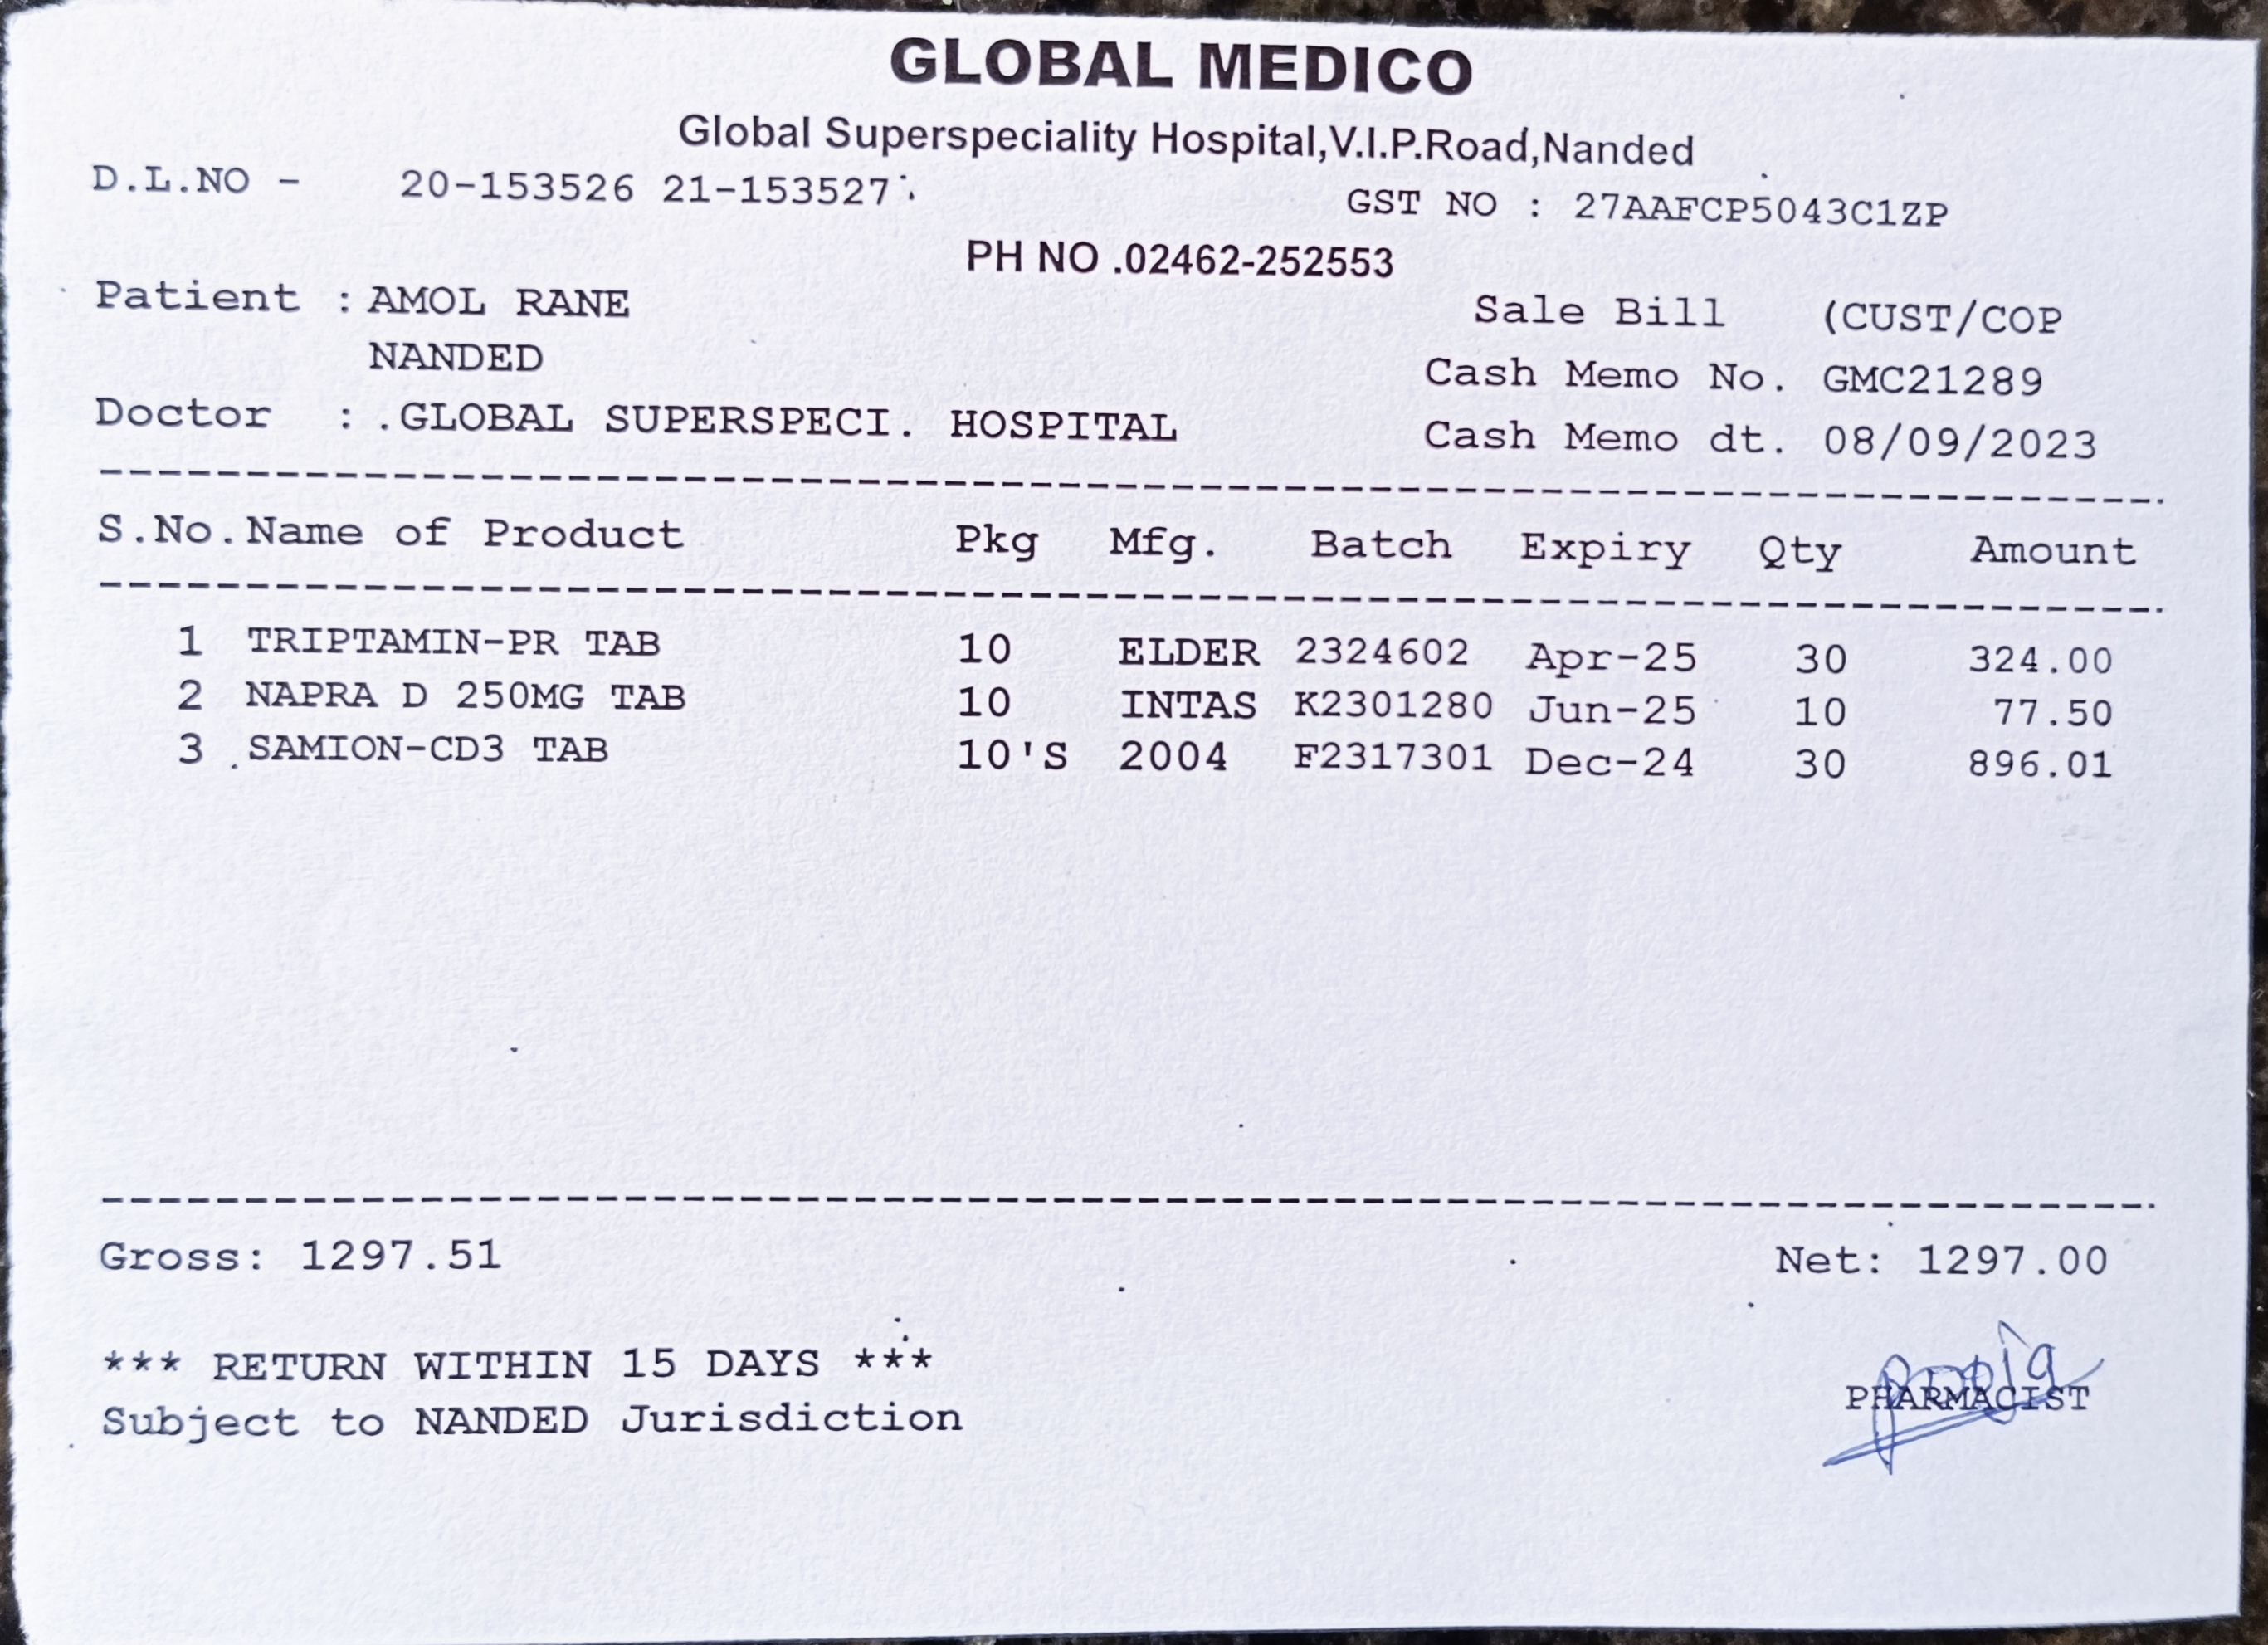 GLOBAL MEDICO
Global Superspeciality Hospital,V.I.P.Road,Nanded
D.L.NO - 20-153526 21-153527 GST NO : 27AAFCP5043C1ZP
PH NO .02462-252553
Patient : AMOL RANE Sale Bill (CUST/COP
NANDED Cash Memo No. GMC21289
Doctor : .GLOBAL SUPERSPECI. HOSPITAL Cash Memo dt. 08/09/2023
S.No. Name of Product Pkg Mfg. Batch Expiry Qty Amount
1 TRIPTAMIN-PR TAB 10 ELDER 2324602 Apr-25 30 324.00
2 NAPRA D 250MG TAB 10 INTAS K2301280 Jun-25 10 77.50
3 SAMION-CD3 TAB 10'S 2004 F2317301 Dec-24 30 896.01
Gross: 1297.51 Net: 1297.00
*** RETURN WITHIN 15 DAYS ***
PHARMACIST
Subject to NANDED Jurisdiction